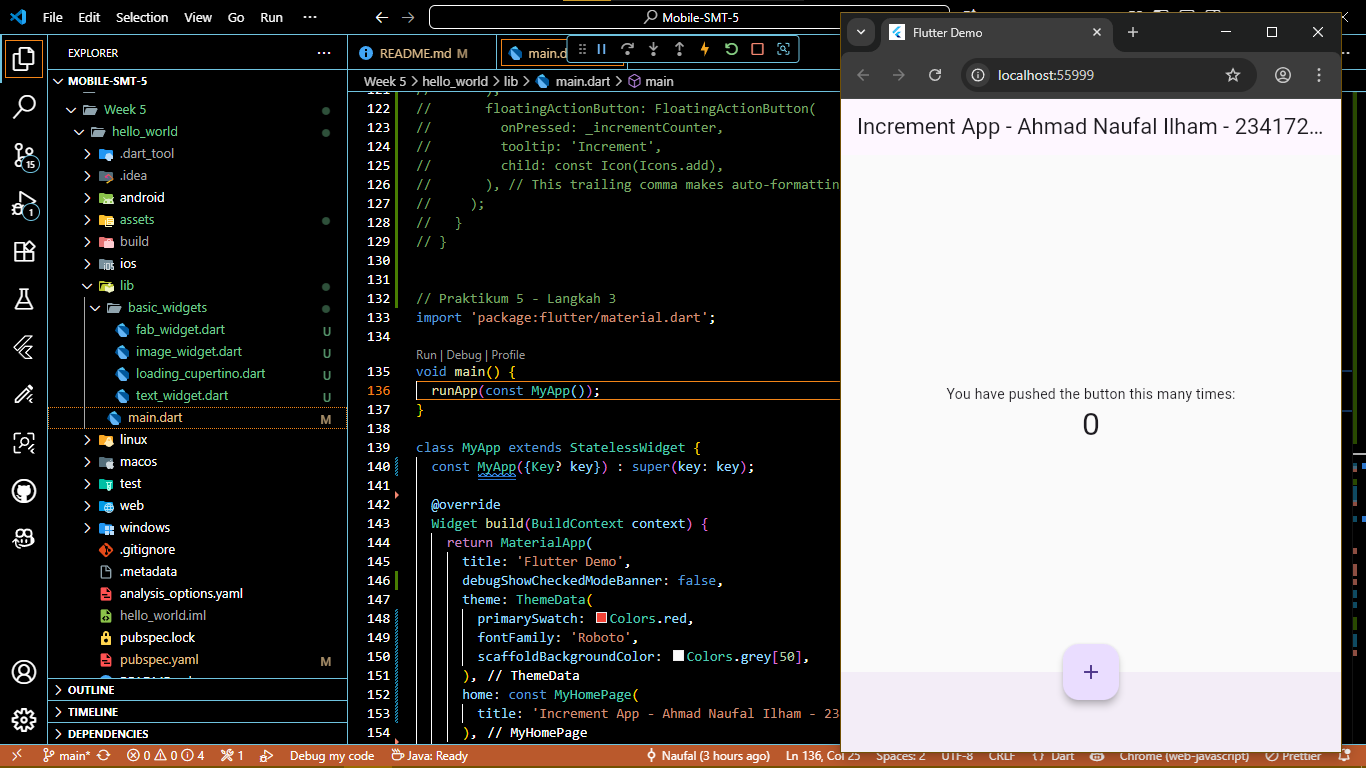 File Edit Selection View Go Run ···
Mobile-SMT-5
EXPLORER
MOBILE-SMT-5
Week 5
hello_world
.dart_tool
.idea
android
assets
build
ios
lib
basic_widgets
fab_widget.dart U
image_widget.dart U
loading_cupertino.dart U
text_widget.dart U
main.dart M
linux
macos
test
web
windows
.gitignore
.metadata
analysis_options.yaml
hello_world.iml
pubspec.lock
pubspec.yaml M
OUTLINE
TIMELINE
DEPENDENCIES
15
1
README.md M
main.d
Week 5 > hello_world > lib > main.dart > main
122 // floatingActionButton: FloatingActionButton(
123 // onPressed: _incrementCounter,
124 // tooltip: 'Increment',
125 // child: const Icon(Icons.add),
126 // ), // This trailing comma makes auto-formattin
127 // );
128 // }
129 // }
130
131
132 // Praktikum 5 - Langkah 3
133 import 'package:flutter/material.dart';
134
Run | Debug | Profile
135 void main() {
136 runApp(const MyApp());
137 }
138
139 class MyApp extends StatelessWidget {
140 const MyApp({Key? key}) : super(key: key);
141
142 @override
143 Widget build(BuildContext context) {
144 return MaterialApp(
145 title: 'Flutter Demo',
146 debugShowCheckedModeBanner: false,
147 theme: ThemeData(
148 primarySwatch: Colors.red,
149 fontFamily: 'Roboto',
150 scaffoldBackgroundColor: Colors.grey[50],
151 ), // ThemeData
152 home: const MyHomePage(
153 title: 'Increment App - Ahmad Naufal Ilham - 23
154 ), // MyHomePage
Flutter Demo
localhost:55999
Increment App - Ahmad Naufal Ilham - 234172...
You have pushed the button this many times:
0
+
main* 0 0 4 1 Debug my code Java: Ready Naufal (3 hours ago) Ln 136, Col 25 Spaces: 2 UTF-8 CRLF { } Dart Chrome (web-javascript) Prettier